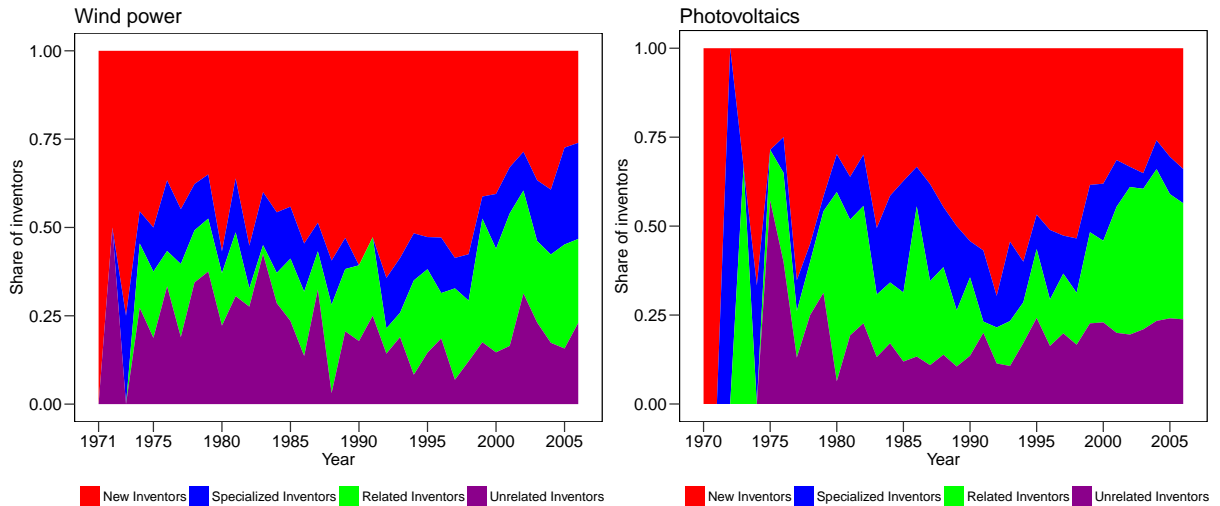 Wind power
1.00
0.75
0.50
0.25
0.00
Share of inventors
1971 1975 1980 1985 1990 1995 2000 2005
Year
New Inventors Specialized Inventors Related Inventors Unrelated Inventors
Photovoltaics
1.00
0.75
0.50
0.25
0.00
Share of inventors
1970 1975 1980 1985 1990 1995 2000 2005
Year
New Inventors Specialized Inventors Related Inventors Unrelated Inventors